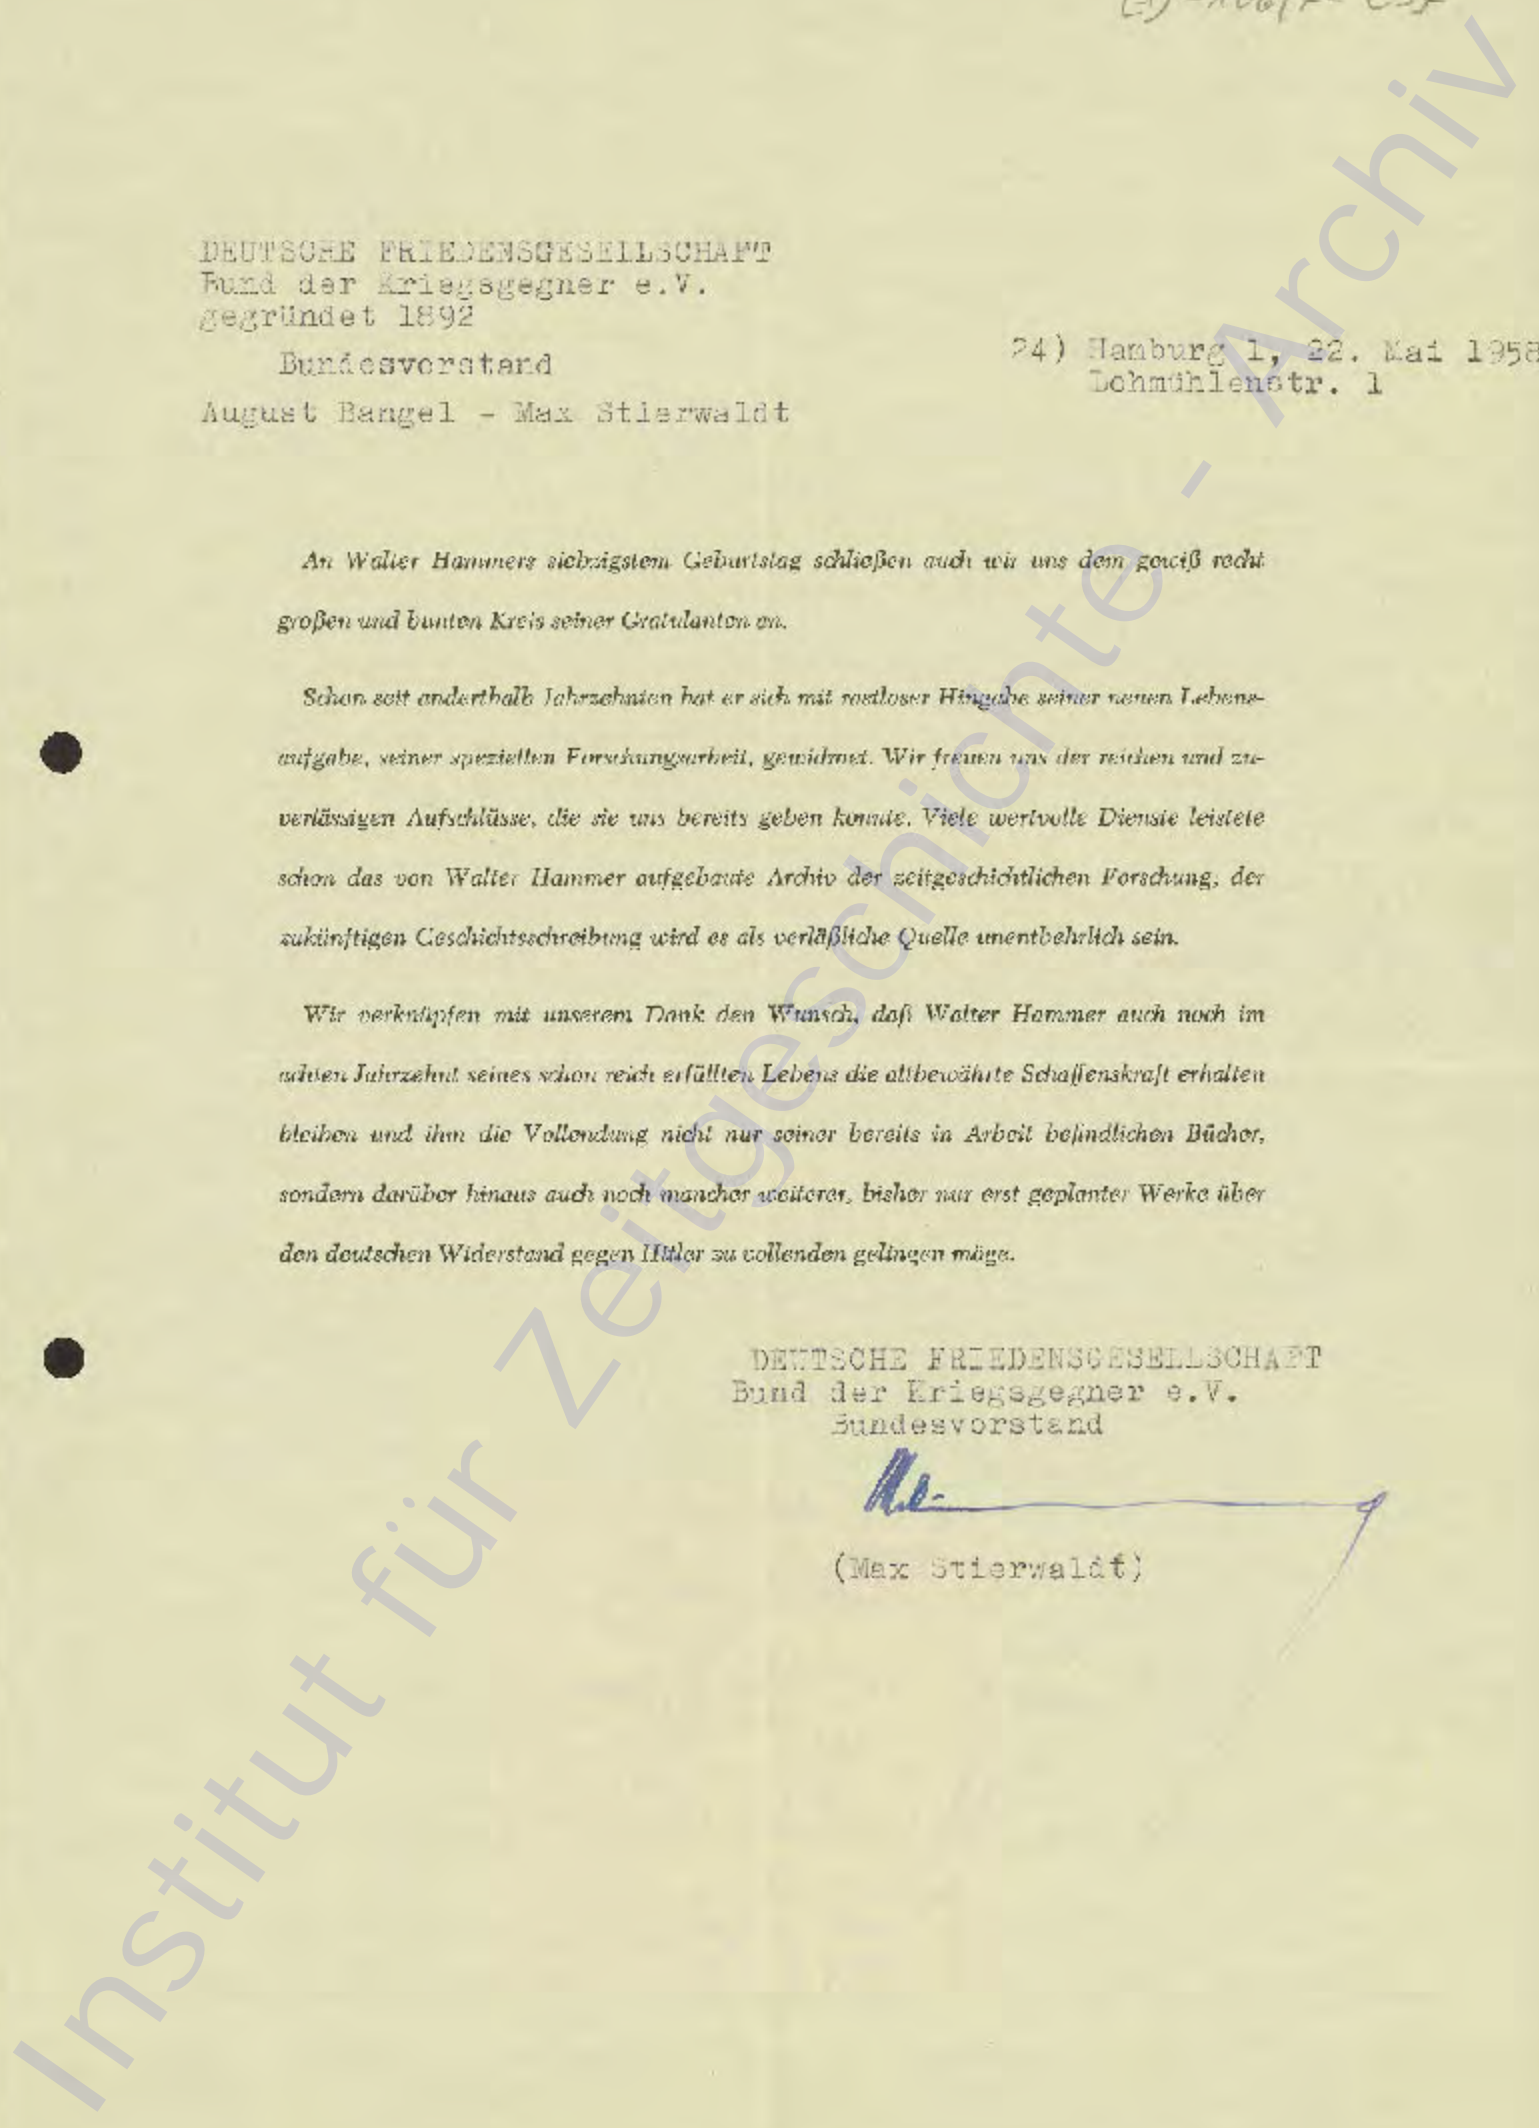 DEUTSCHE FRIEDENSGESELLSCHAFT
Bund der Kriegsgegner e.V.
gegründet 1892
Bundesvorstand
August Bangel - Max Stierwaldt
24) Hamburg 1, 22. Mai 1958
Lohmühlenstr. 1
An Walter Hammers siebzigstem Geburtstag schließen auch wir uns dem gewiß recht
großen und bunten Kreis seiner Gratulanten an.
Schon seit anderthalb Jahrzehnten hat er sich mit rastloser Hingabe seiner neuen Lebens-
aufgabe, seiner speziellen Forschungsarbeit, gewidmet. Wir freuen uns der reichen und zu-
verlässigen Aufschlüsse, die sie uns bereits geben konnte. Viele wertvolle Dienste leistete
schon das von Walter Hammer aufgebaute Archiv der zeitgeschichtlichen Forschung, der
zukünftigen Geschichtsschreibung wird es als verläßliche Quelle unentbehrlich sein.
Wir verknüpfen mit unserem Dank den Wunsch, daß Walter Hammer auch noch im
achten Jahrzehnt seines schon reich erfüllten Lebens die altbewährte Schaffenskraft erhalten
bleiben und ihm die Vollendung nicht nur seiner bereits in Arbeit befindlichen Bücher,
sondern darüber hinaus auch noch mancher weiterer, bisher nur erst geplanter Werke über
den deutschen Widerstand gegen Hitler zu vollenden gelingen möge.
DEUTSCHE FRIEDENSGESELLSCHAFT
Bund der Kriegsgegner e.V.
Bundesvorstand
(Max Stierwaldt)
Institut für Zeitgeschichte - Archiv